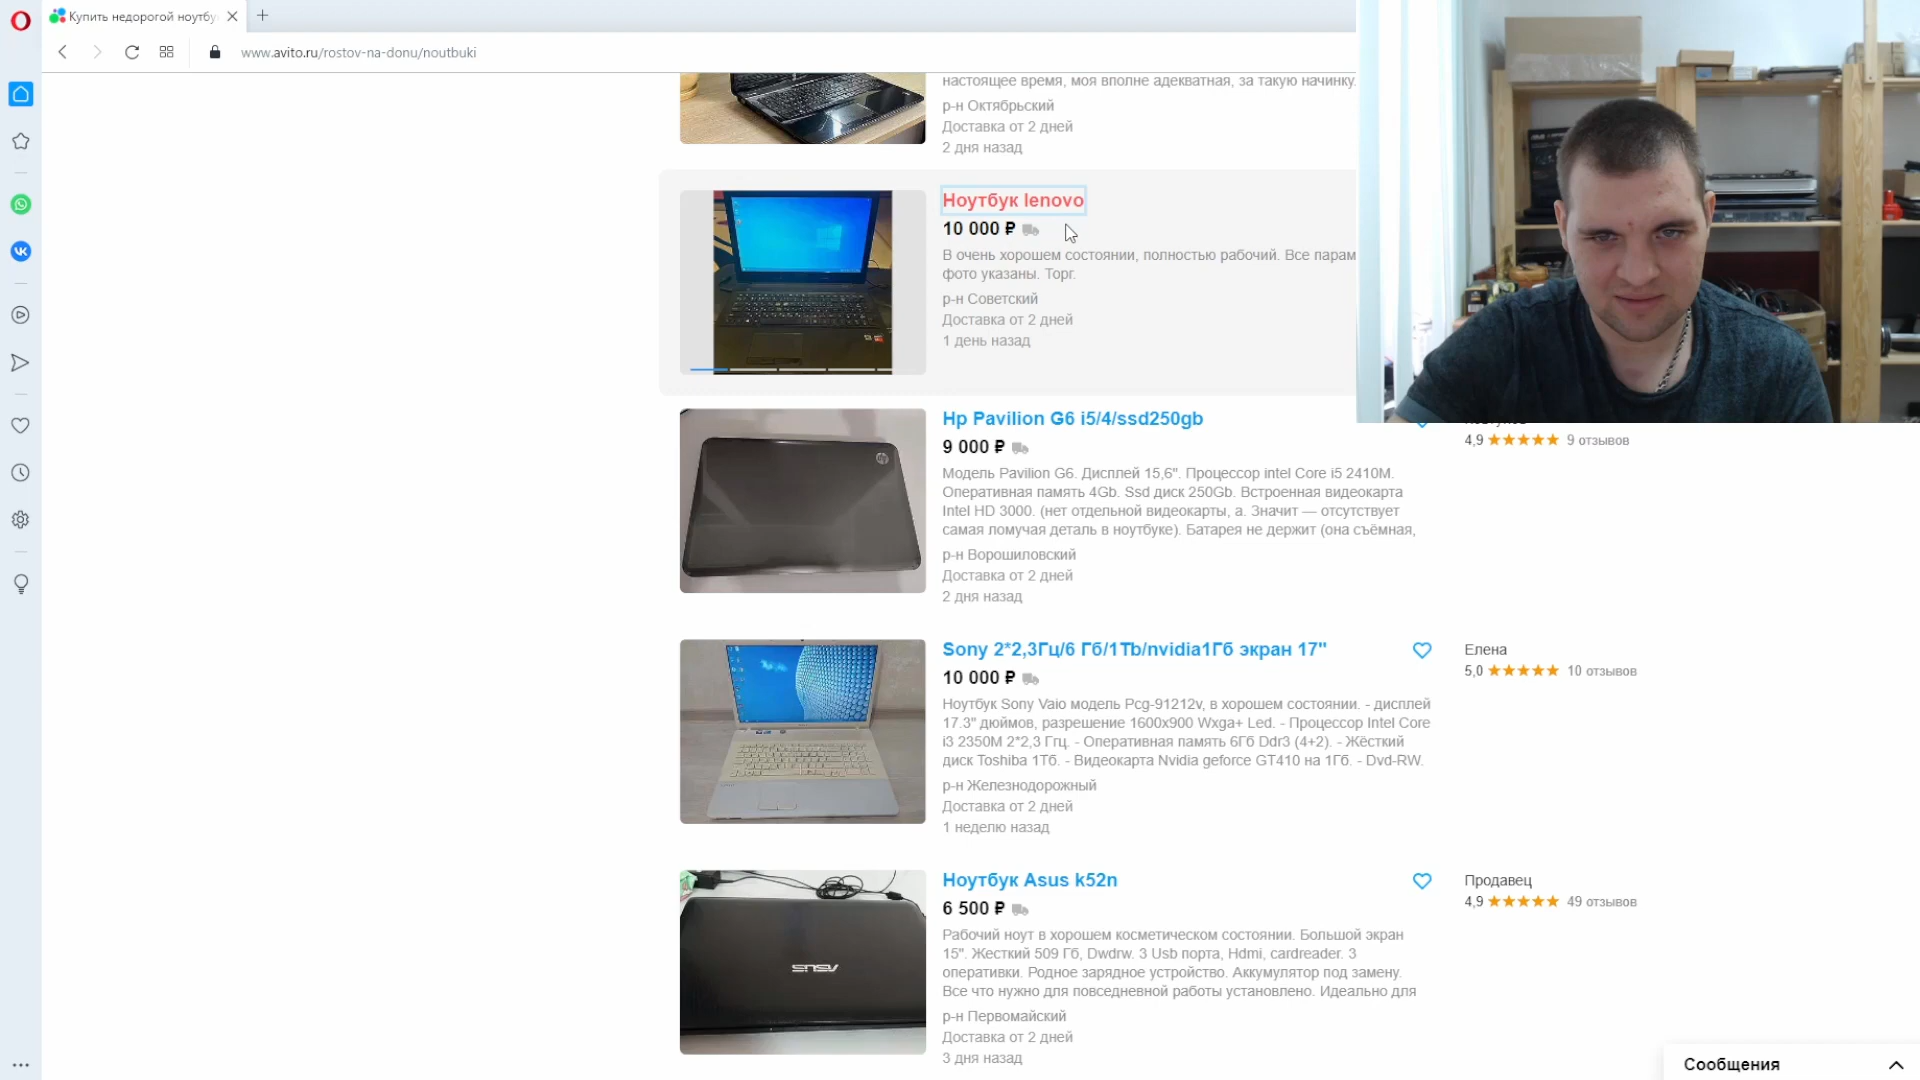 Купить недорогой ноутбу
www.avito.ru/rostov-na-donu/noutbuki
настоящее время, моя вполне адекватная, за такую начинку.
р-н Октябрьский
Доставка от 2 дней
2 дня назад
Ноутбук lenovo
10 000 ₽
В очень хорошем состоянии, полностью рабочий. Все парам
фото указаны. Торг.
р-н Советский
Доставка от 2 дней
1 день назад
Hp Pavilion G6 i5/4/ssd250gb
9 000 ₽
4,9 9 отзывов
Модель Pavilion G6. Дисплей 15,6". Процессор intel Core i5 2410M.
Оперативная память 4Gb. Ssd диск 250Gb. Встроенная видеокарта
Intel HD 3000. (нет отдельной видеокарты, а. Значит — отсутствует
самая ломучая деталь в ноутбуке). Батарея не держит (она съёмная,
р-н Ворошиловский
Доставка от 2 дней
2 дня назад
Sony 2*2,3Гц/6 Гб/1Tb/nvidia1Гб экран 17"
10 000 ₽
Елена
5,0 10 отзывов
Ноутбук Sony Vaio модель Pcg-91212v, в хорошем состоянии. - дисплей
17.3" дюймов, разрешение 1600x900 Wxga+ Led. - Процессор Intel Core
i3 2350M 2*2,3 Ггц. - Оперативная память 6Гб Ddr3 (4+2). - Жёсткий
диск Toshiba 1Тб. - Видеокарта Nvidia geforce GT410 на 1Гб. - Dvd-RW.
р-н Железнодорожный
Доставка от 2 дней
1 неделю назад
Ноутбук Asus k52n
6 500 ₽
Продавец
4,9 49 отзывов
ASUS
Рабочий ноут в хорошем косметическом состоянии. Большой экран
15". Жесткий 509 Гб, Dwdrw. 3 Usb порта, Hdmi, cardreader. 3
оперативки. Родное зарядное устройство. Аккумулятор под замену.
Все что нужно для повседневной работы установлено. Идеально для
р-н Первомайский
Доставка от 2 дней
3 дня назад
Сообщения